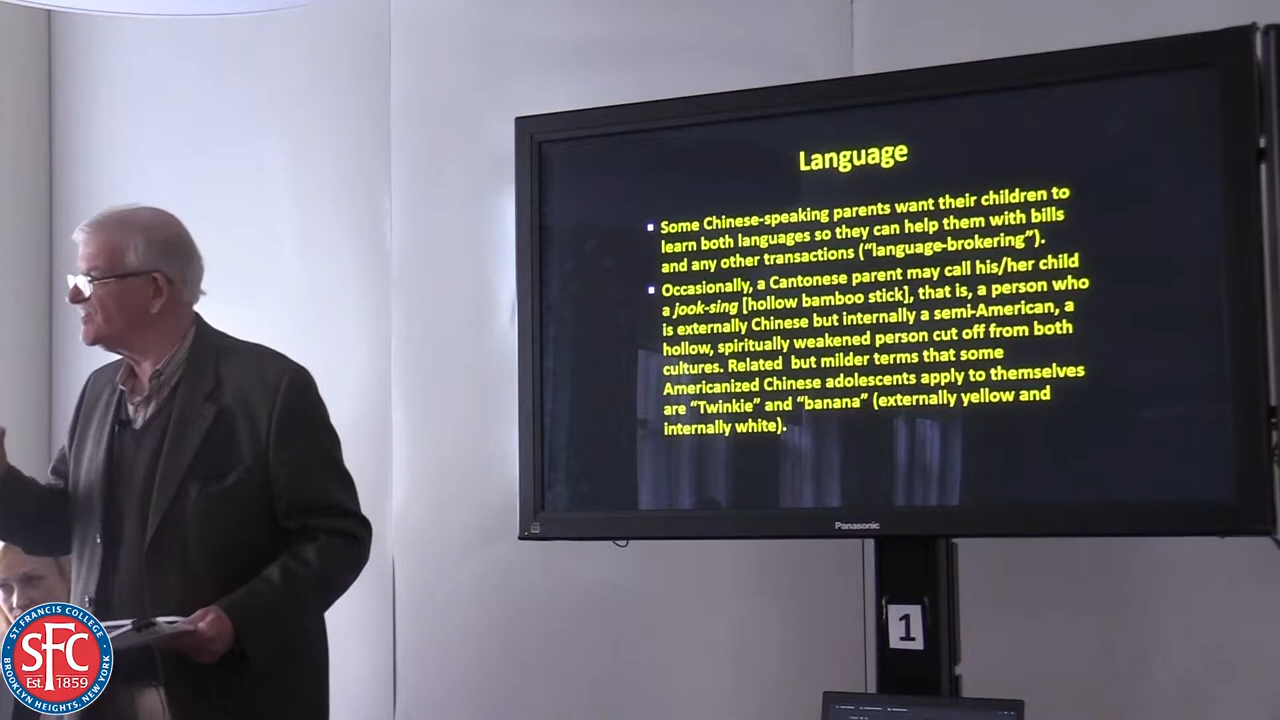 Language
▪ Some Chinese-speaking parents want their children to
learn both languages so they can help them with bills
and any other transactions (“language-brokering”).
▪ Occasionally, a Cantonese parent may call his/her child
a jook-sing [hollow bamboo stick], that is, a person who
is externally Chinese but internally a semi-American, a
hollow, spiritually weakened person cut off from both
cultures. Related  but milder terms that some
Americanized Chinese adolescents apply to themselves
are “Twinkie” and “banana” (externally yellow and
internally white).
Panasonic
1
ST. FRANCIS COLLEGE
SFC
Est. 1859
BROOKLYN HEIGHTS, NEW YORK